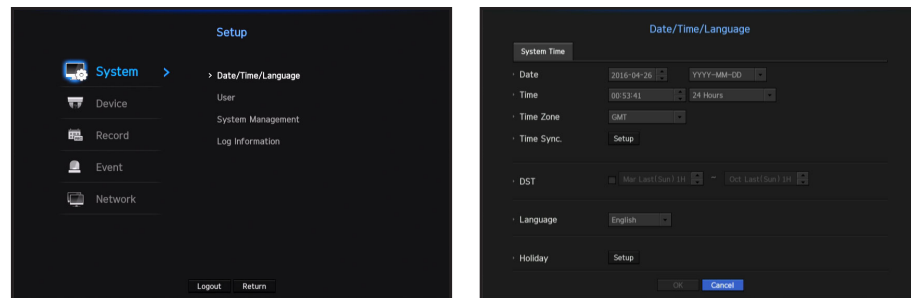 Setup
System
Device
Record
Event
Network
Date/Time/Language
User
System Management
Log Information
Logout Return
Date/Time/Language
System Time
Date 2016-04-26 YYYY-MM-DD
Time 00:53:41 24 Hours
Time Zone GMT
Time Sync. Setup
DST Mar Last(Sun) 1H - Oct Last(Sun) 1H
Language English
Holiday Setup
OK Cancel